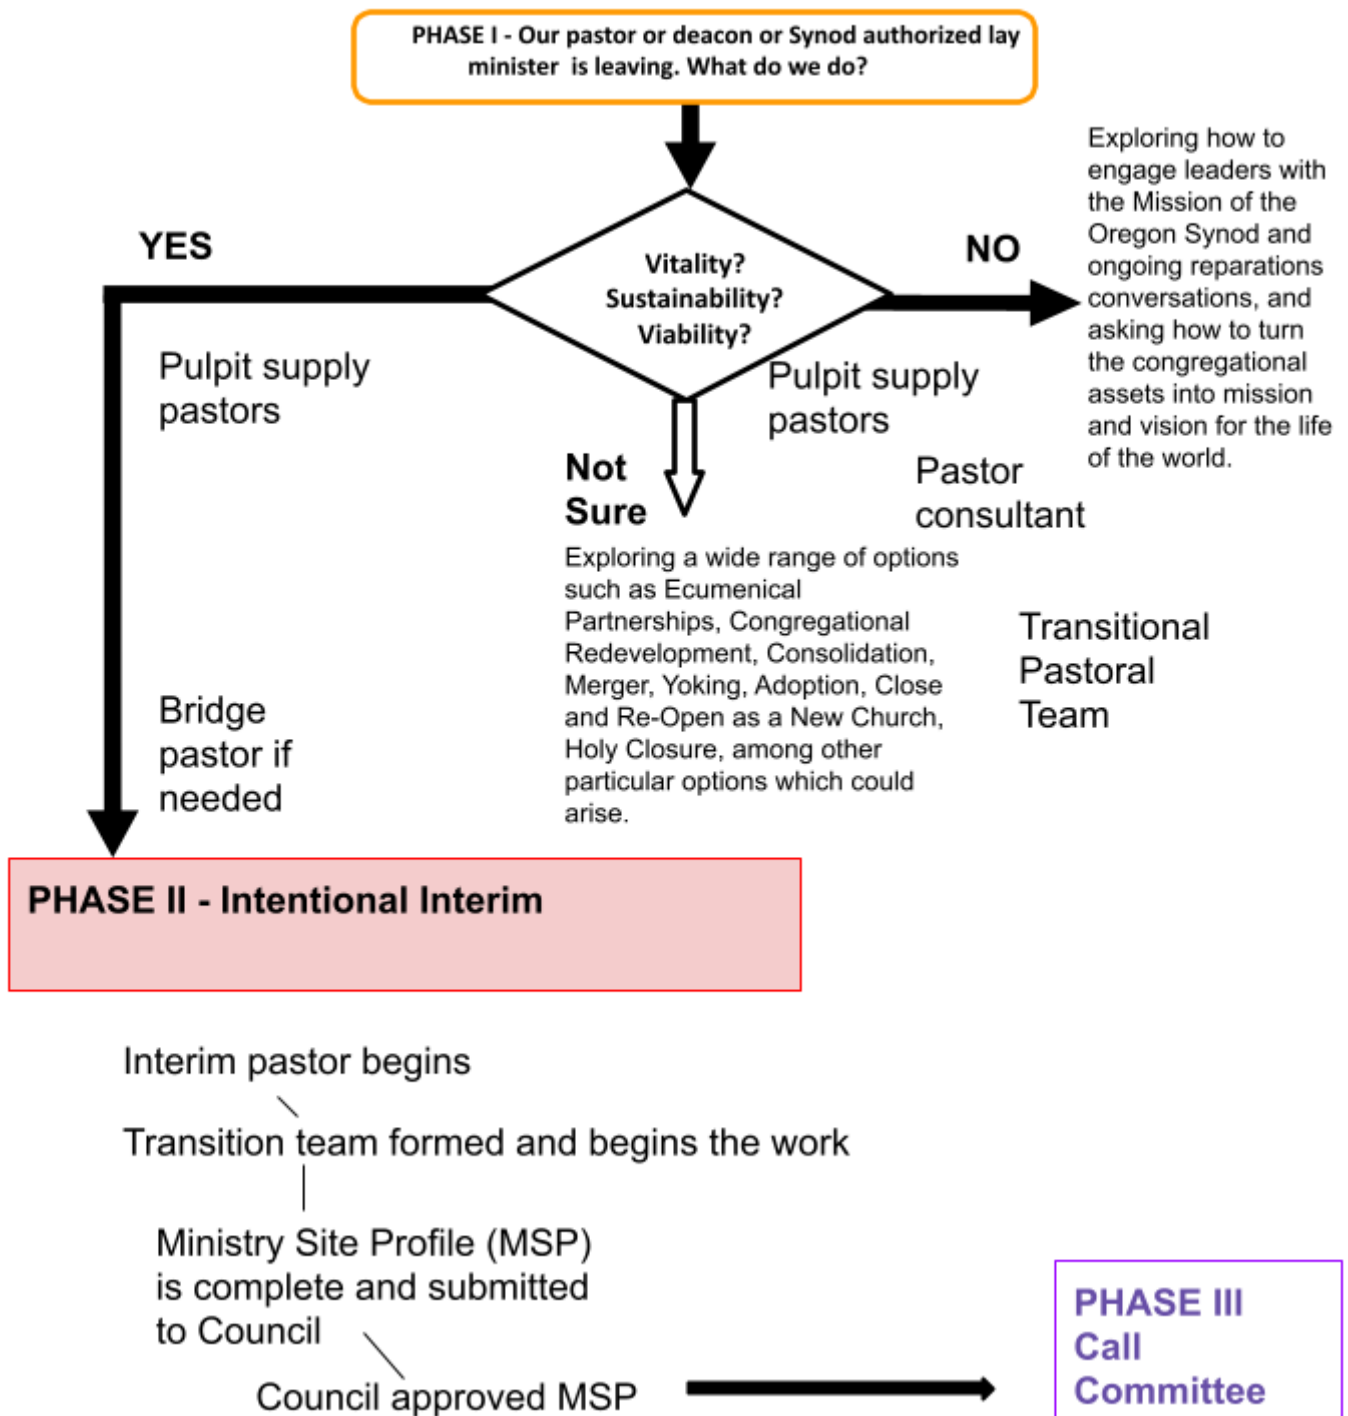 PHASE I - Our pastor or deacon or Synod authorized lay
minister is leaving. What do we do?
Exploring how to
engage leaders with
the Mission of the
Oregon Synod and
ongoing reparations
conversations, and
asking how to turn
the congregational
assets into mission
and vision for the life
of the world.
YES
NO
Vitality?
Sustainability?
Viability?
Pulpit supply
pastors
Pulpit supply
pastors
Not
Sure
Pastor
consultant
Exploring a wide range of options
such as Ecumenical
Partnerships, Congregational
Redevelopment, Consolidation,
Merger, Yoking, Adoption, Close
and Re-Open as a New Church,
Holy Closure, among other
particular options which could
arise.
Transitional
Pastoral
Team
Bridge
pastor if
needed
PHASE II - Intentional Interim
Interim pastor begins
Transition team formed and begins the work
Ministry Site Profile (MSP)
is complete and submitted
to Council
Council approved MSP
PHASE III
Call
Committee